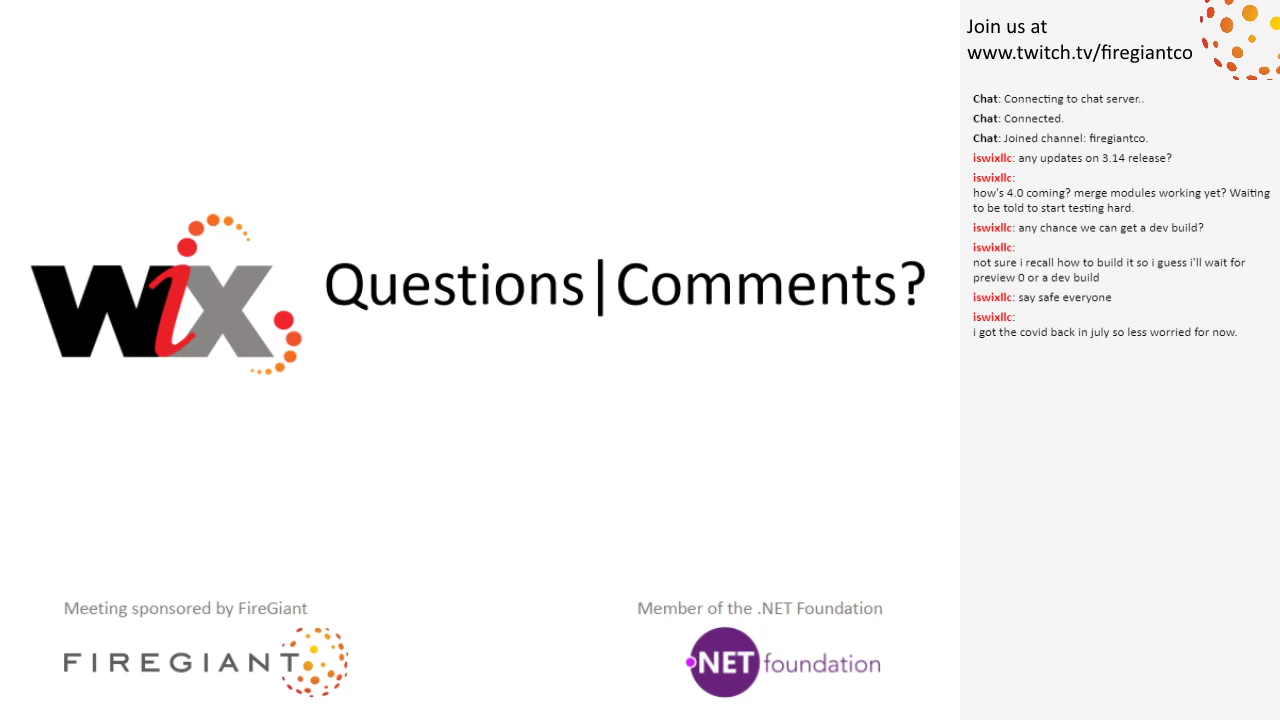 WiX
Questions|Comments?
Meeting sponsored by FireGiant
FIREGIANT
Member of the .NET Foundation
.NET foundation
Join us at
www.twitch.tv/firegiantco
Chat: Connecting to chat server..
Chat: Connected.
Chat: Joined channel: firegiantco.
iswixllc: any updates on 3.14 release?
iswixllc:
how's 4.0 coming? merge modules working yet? Waiting
to be told to start testing hard.
iswixllc: any chance we can get a dev build?
iswixllc:
not sure i recall how to build it so i guess i'll wait for
preview 0 or a dev build
iswixllc: say safe everyone
iswixllc:
i got the covid back in july so less worried for now.